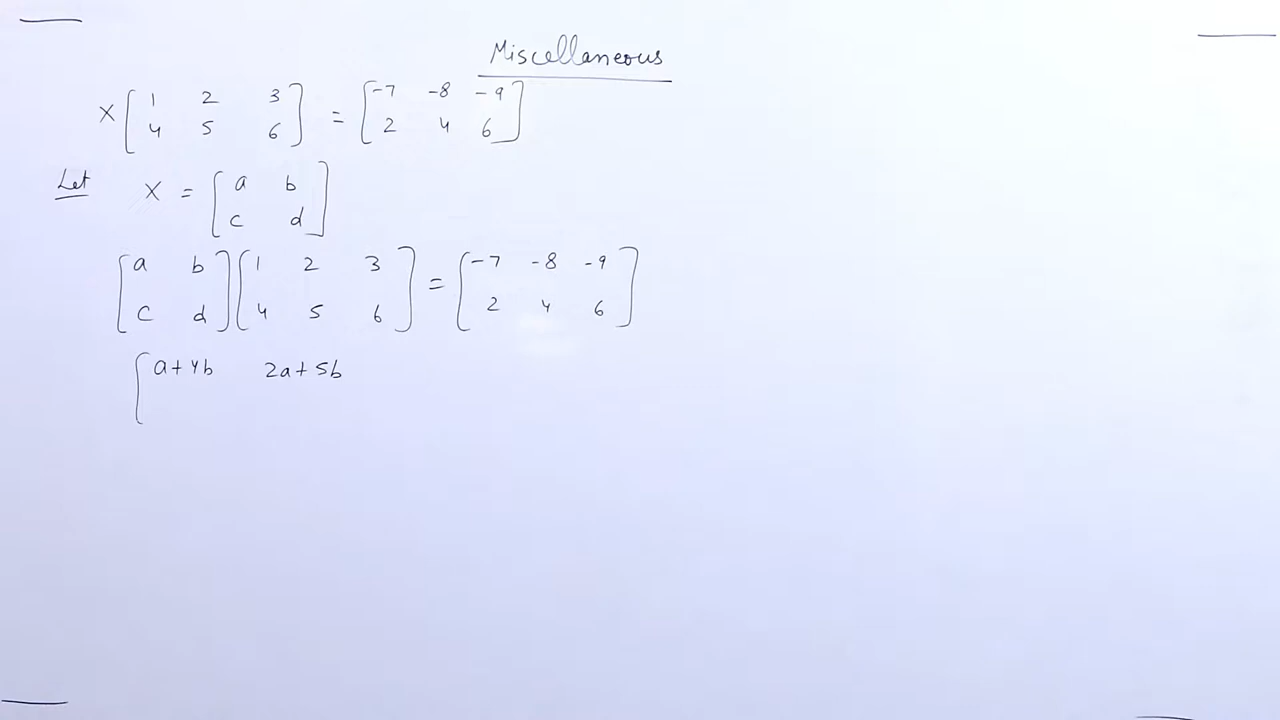 Miscellaneous
X [ 1 2 3 ] = [ -7 -8 -9 ]
[ 4 5 6 ] [ 2 4 6 ]
Let X = [ a b ]
[ c d ]
[ a b ] [ 1 2 3 ] = [ -7 -8 -9 ]
[ c d ] [ 4 5 6 ] [ 2 4 6 ]
[ a+4b 2a+5b